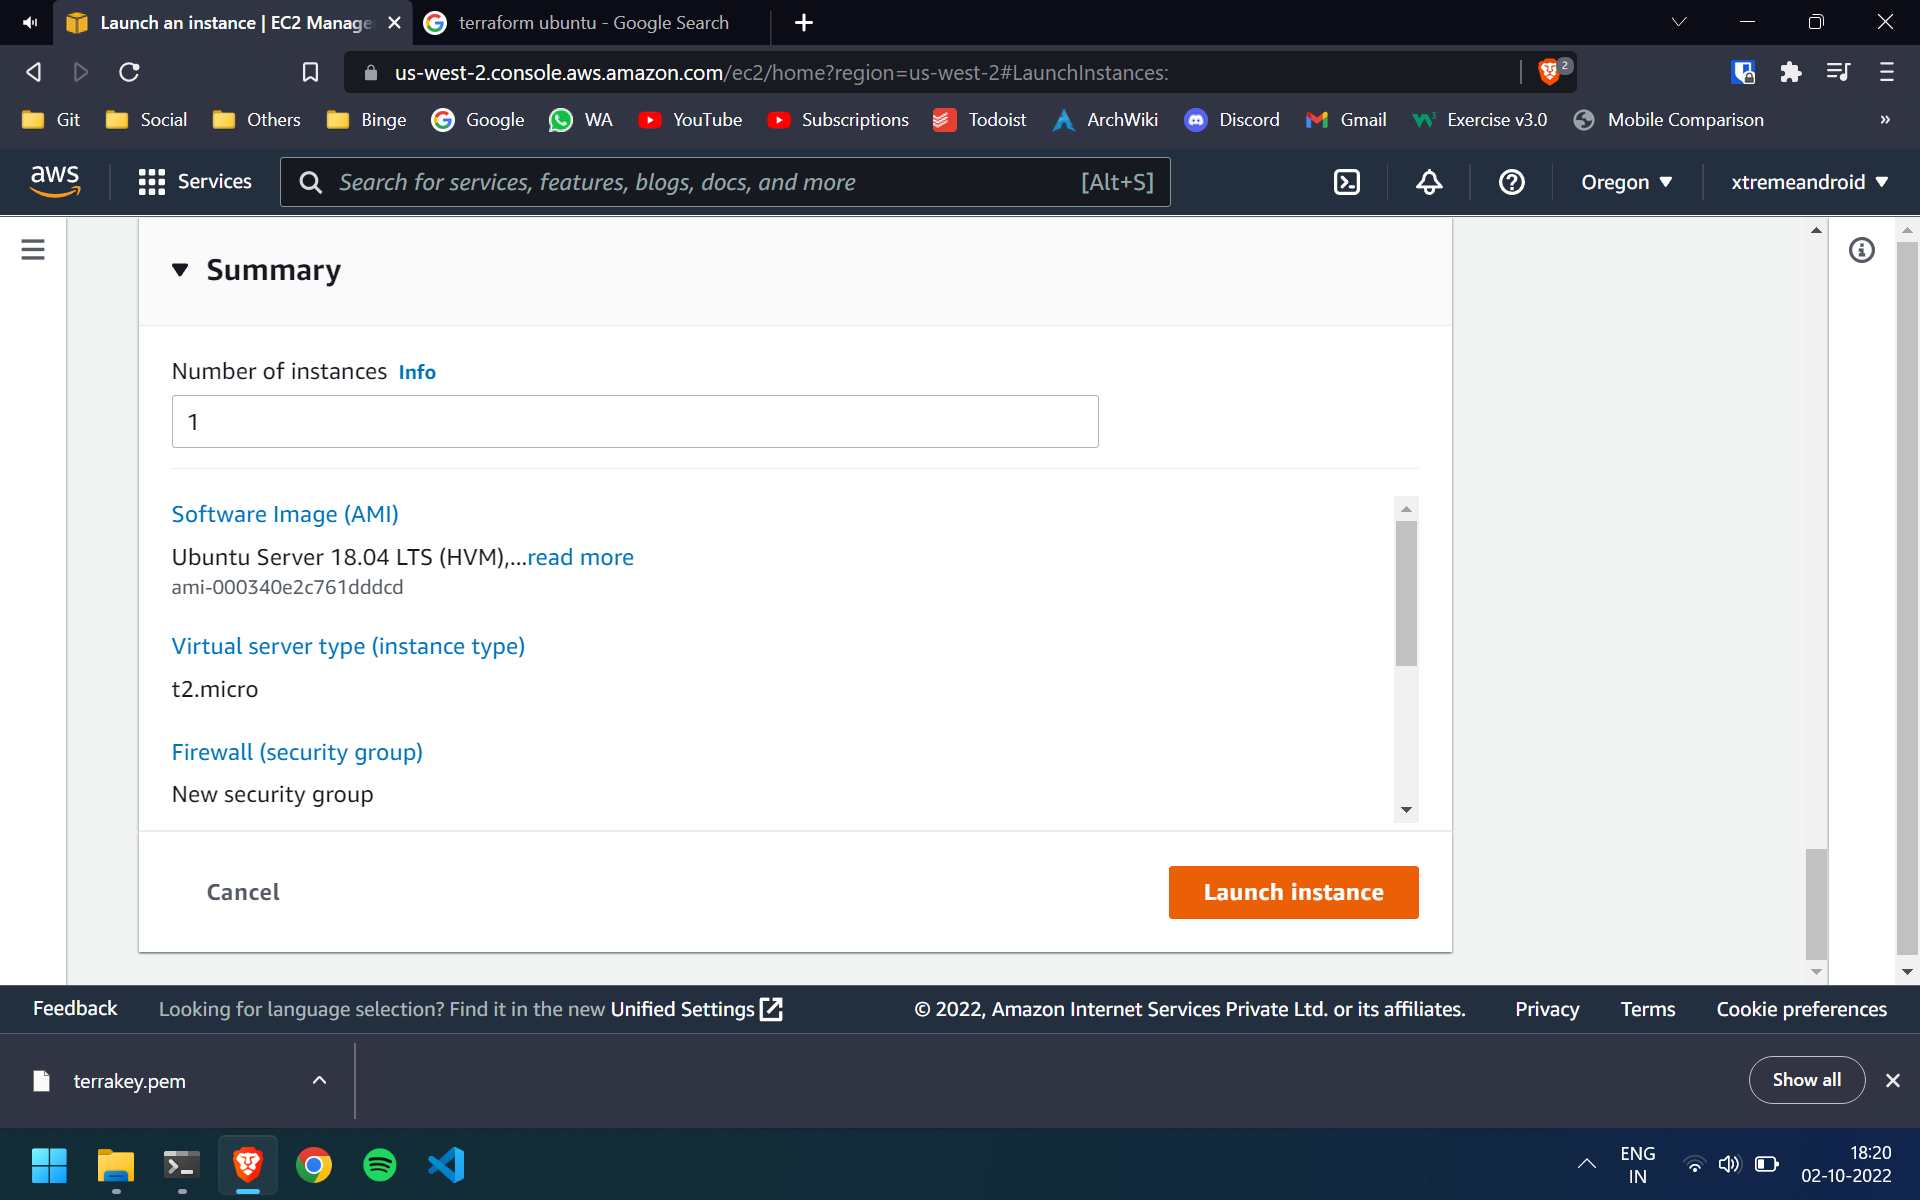 Launch an instance | EC2 Manage
terraform ubuntu - Google Search
us-west-2.console.aws.amazon.com/ec2/home?region=us-west-2#LaunchInstances:
2
Git
Social
Others
Binge
Google
WA
YouTube
Subscriptions
Todoist
ArchWiki
Discord
Gmail
Exercise v3.0
Mobile Comparison
»
aws
Services
Search for services, features, blogs, docs, and more
[Alt+S]
Oregon
xtremeandroid
Summary
Number of instances Info
1
Software Image (AMI)
Ubuntu Server 18.04 LTS (HVM),...read more
ami-000340e2c761dddcd
Virtual server type (instance type)
t2.micro
Firewall (security group)
New security group
Cancel
Launch instance
Feedback
Looking for language selection? Find it in the new Unified Settings
© 2022, Amazon Internet Services Private Ltd. or its affiliates.
Privacy
Terms
Cookie preferences
terrakey.pem
Show all
ENG
IN
18:20
02-10-2022